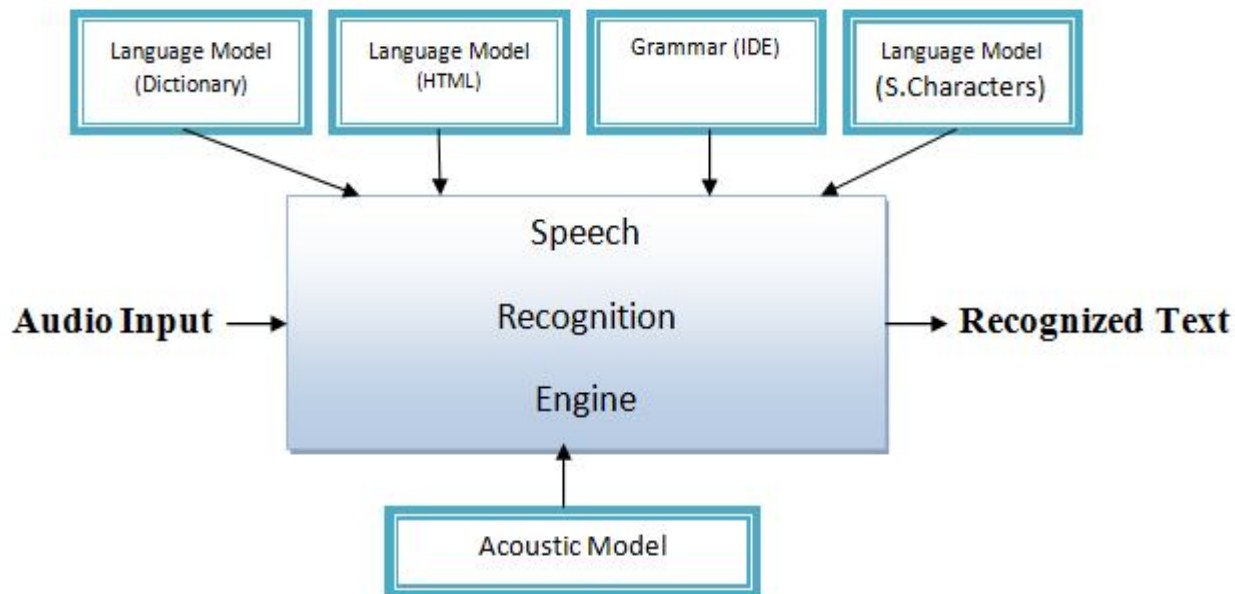 Language Model
(Dictionary)
Language Model
(HTML)
Grammar (IDE)
Language Model
(S.Characters)
Speech
Recognition
Engine
Audio Input
Recognized Text
Acoustic Model